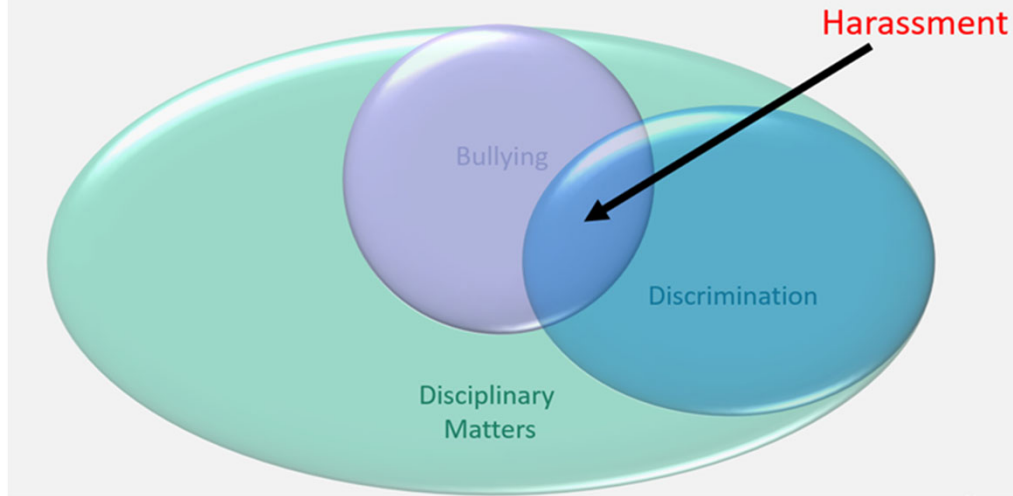 Harassment
Bullying
Discrimination
Disciplinary
Matters